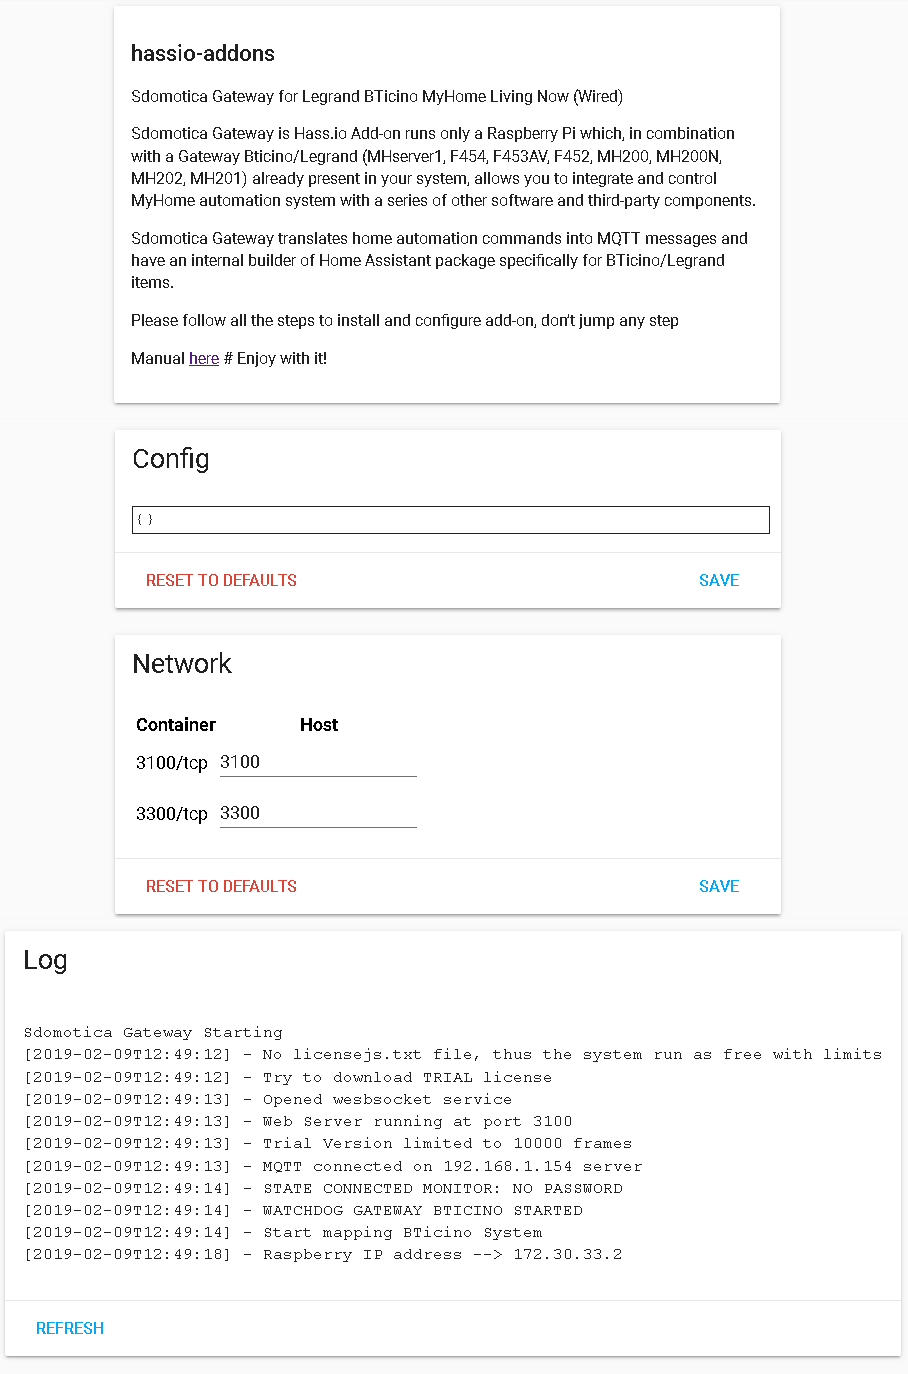 hassio-addons
Sdomotica Gateway for Legrand BTicino MyHome Living Now (Wired)
Sdomotica Gateway is Hass.io Add-on runs only a Raspberry Pi which, in combination
with a Gateway Bticino/Legrand (MHserver1, F454, F453AV, F452, MH200, MH200N,
MH202, MH201) already present in your system, allows you to integrate and control
MyHome automation system with a series of other software and third-party components.
Sdomotica Gateway translates home automation commands into MQTT messages and
have an internal builder of Home Assistant package specifically for BTicino/Legrand
items.
Please follow all the steps to install and configure add-on, don't jump any step
Manual here # Enjoy with it!
Config
{ }
RESET TO DEFAULTS SAVE
Network
Container Host
3100/tcp 3100
3300/tcp 3300
RESET TO DEFAULTS SAVE
Log
Sdomotica Gateway Starting
[2019-02-09T12:49:12] - No licensejs.txt file, thus the system run as free with limits
[2019-02-09T12:49:12] - Try to download TRIAL license
[2019-02-09T12:49:13] - Opened wesbsocket service
[2019-02-09T12:49:13] - Web Server running at port 3100
[2019-02-09T12:49:13] - Trial Version limited to 10000 frames
[2019-02-09T12:49:13] - MQTT connected on 192.168.1.154 server
[2019-02-09T12:49:14] - STATE CONNECTED MONITOR: NO PASSWORD
[2019-02-09T12:49:14] - WATCHDOG GATEWAY BTICINO STARTED
[2019-02-09T12:49:14] - Start mapping BTicino System
[2019-02-09T12:49:18] - Raspberry IP address --> 172.30.33.2
REFRESH